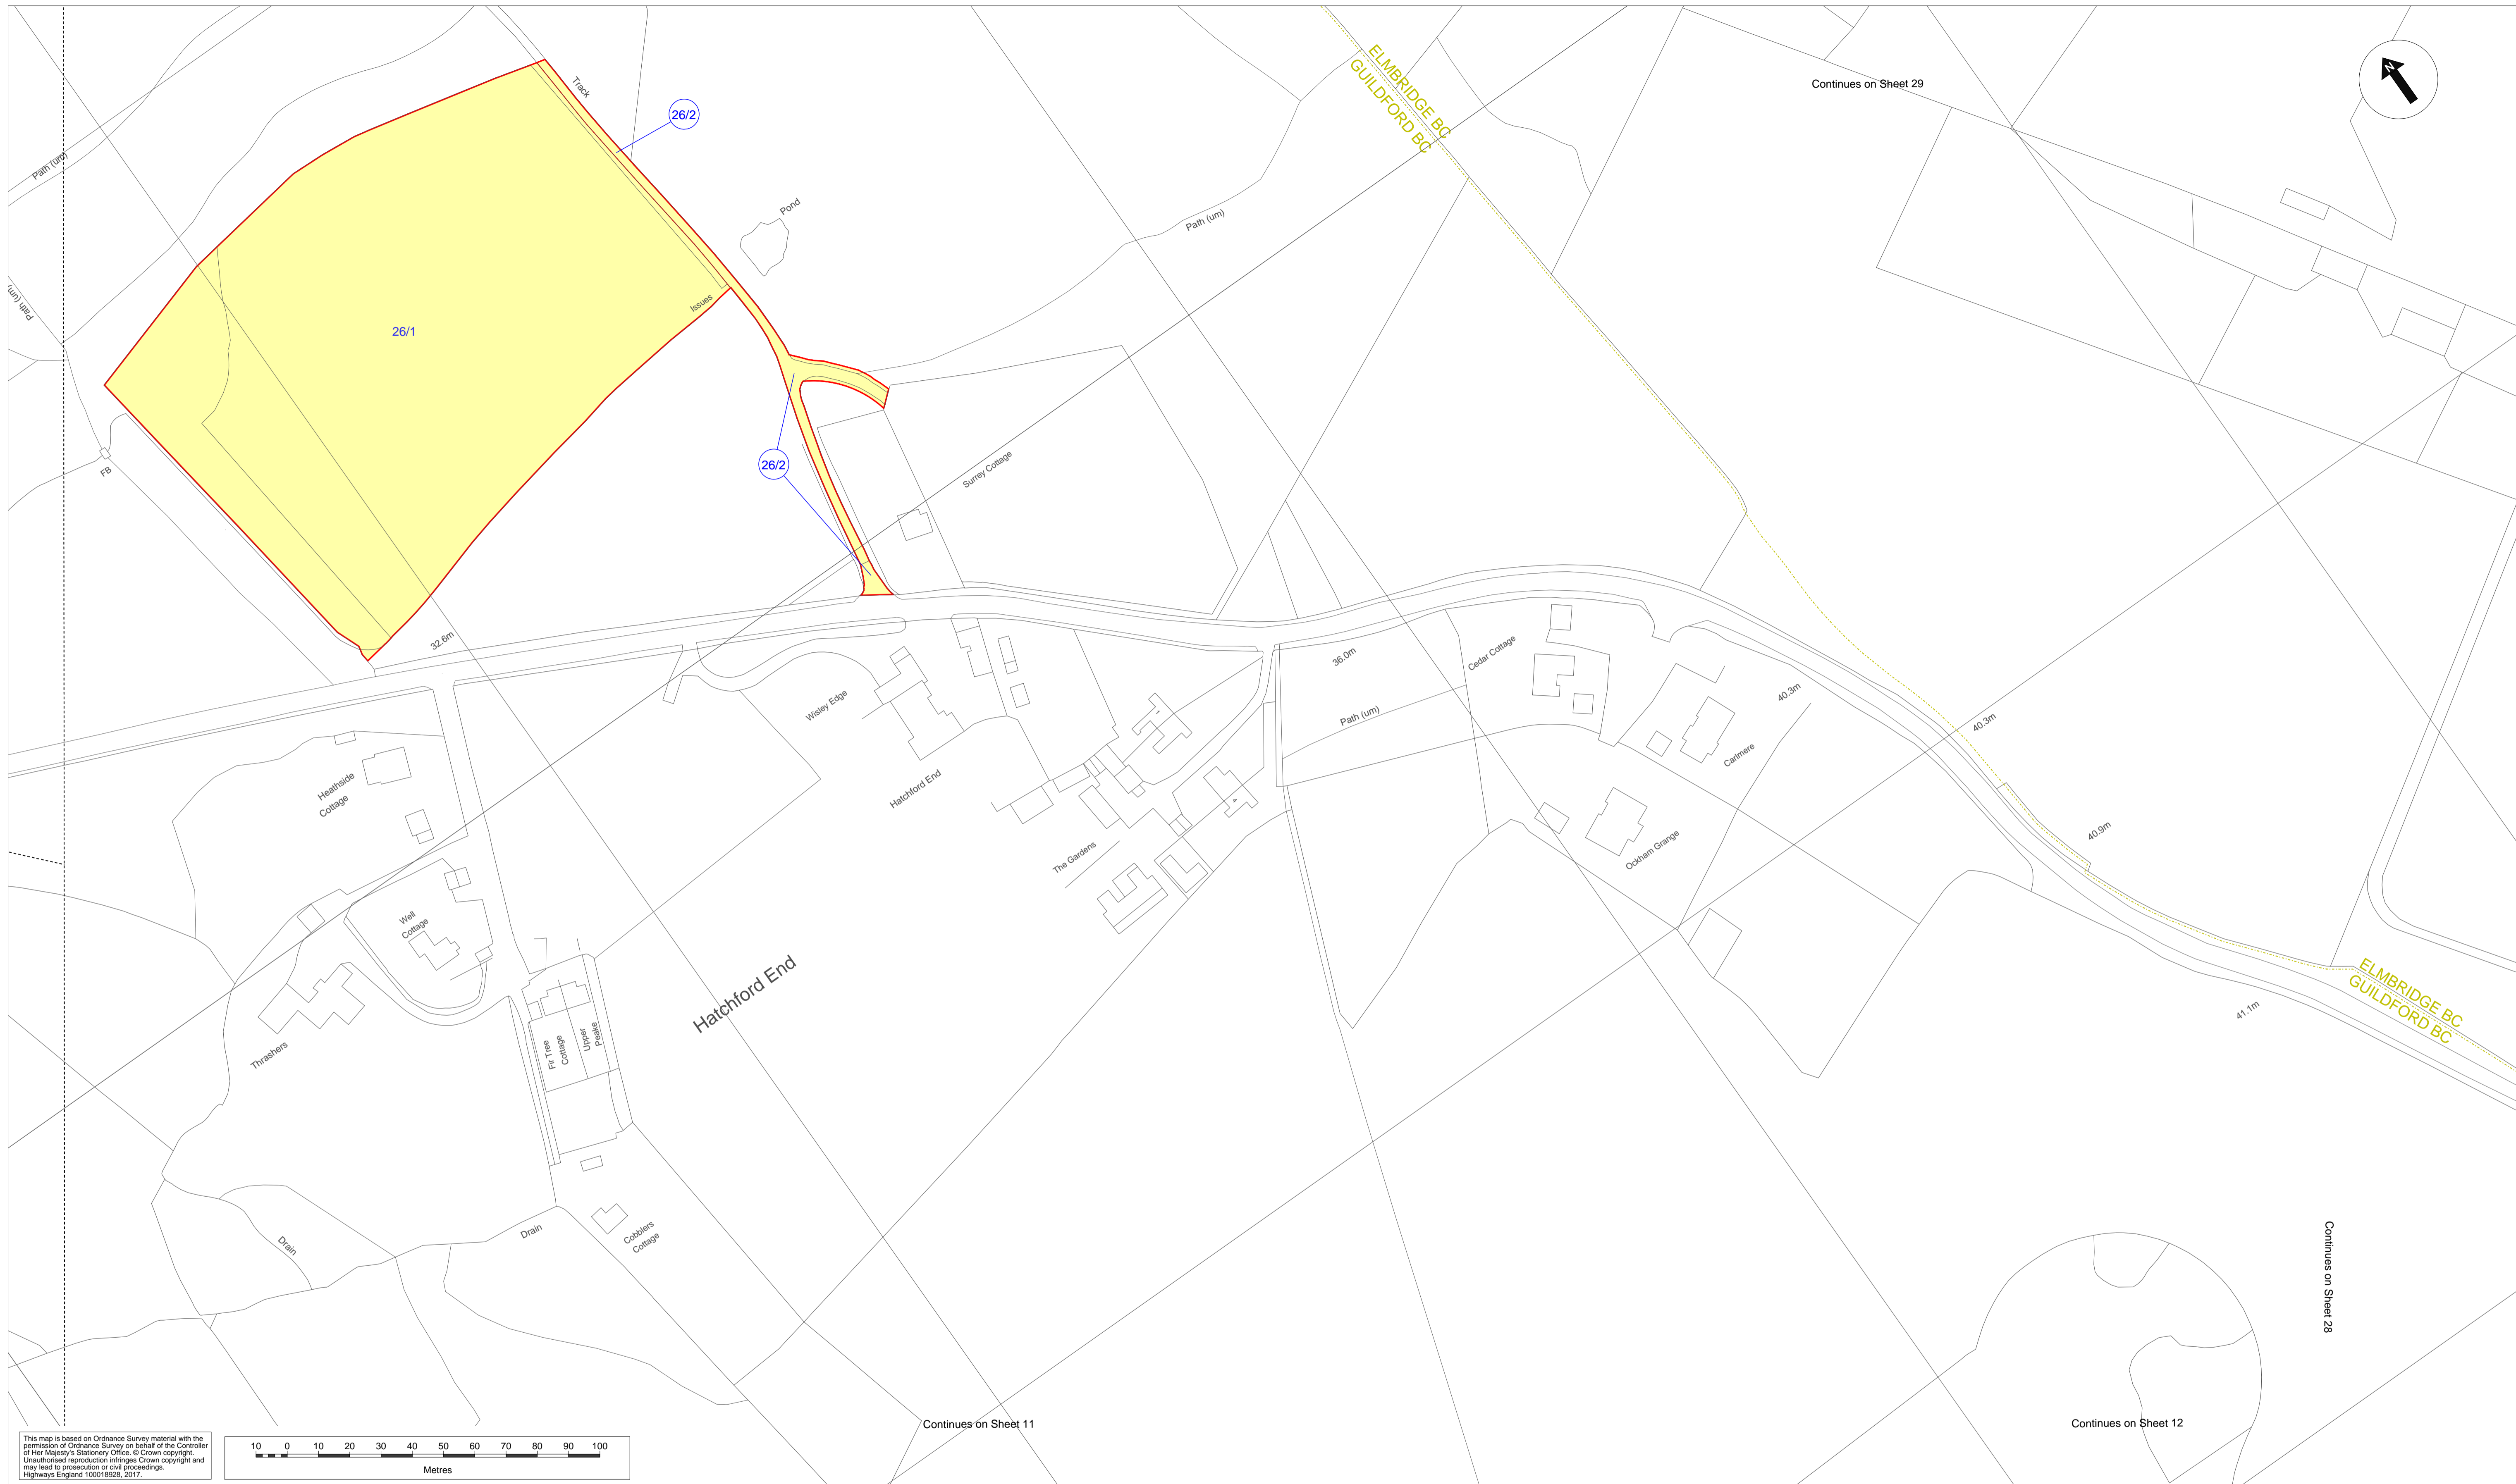 ELMBRIDGE BC
GUILDFORD BC
Continues on Sheet 29
N
Track
26/2
Path (um)
Pond
Path (um)
Path (um)
Issues
26/1
FB
26/2
Surrey Cottage
32.6m
36.0m
Cedar Cottage
Wisley Edge
Path (um)
40.3m
40.3m
Carlmere
Heathside
Cottage
Hatchford End
40.9m
The Gardens
Ockham Grange
Well
Cottage
Hatchford End
ELMBRIDGE BC
GUILDFORD BC
41.1m
Thrashers
Fir Tree
Cottage
Upper
Peake
Drain
Drain
Cobblers
Cottage
Continues on Sheet 28
Continues on Sheet 11
Continues on Sheet 12
This map is based on Ordnance Survey material with the
permission of Ordnance Survey on behalf of the Controller
of Her Majesty's Stationery Office. © Crown copyright.
Unauthorised reproduction infringes Crown copyright and
may lead to prosecution or civil proceedings.
Highways England 100018928, 2017.
10 0 10 20 30 40 50 60 70 80 90 100
Metres